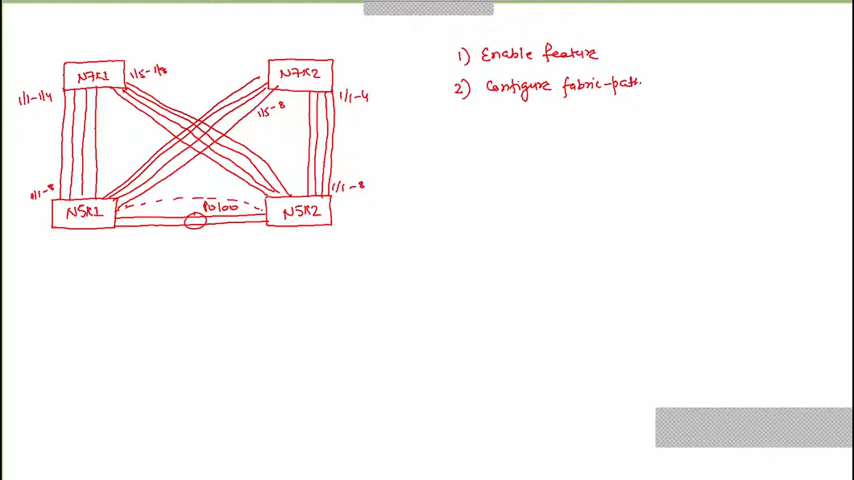 1) Enable feature
2) Configure fabric-path
N7K1
1/5-1/8
N7K2
1/1-1/4
1/5-8
1/1-4
1/1-8
1/1-8
N5K1
PO100
N5K2